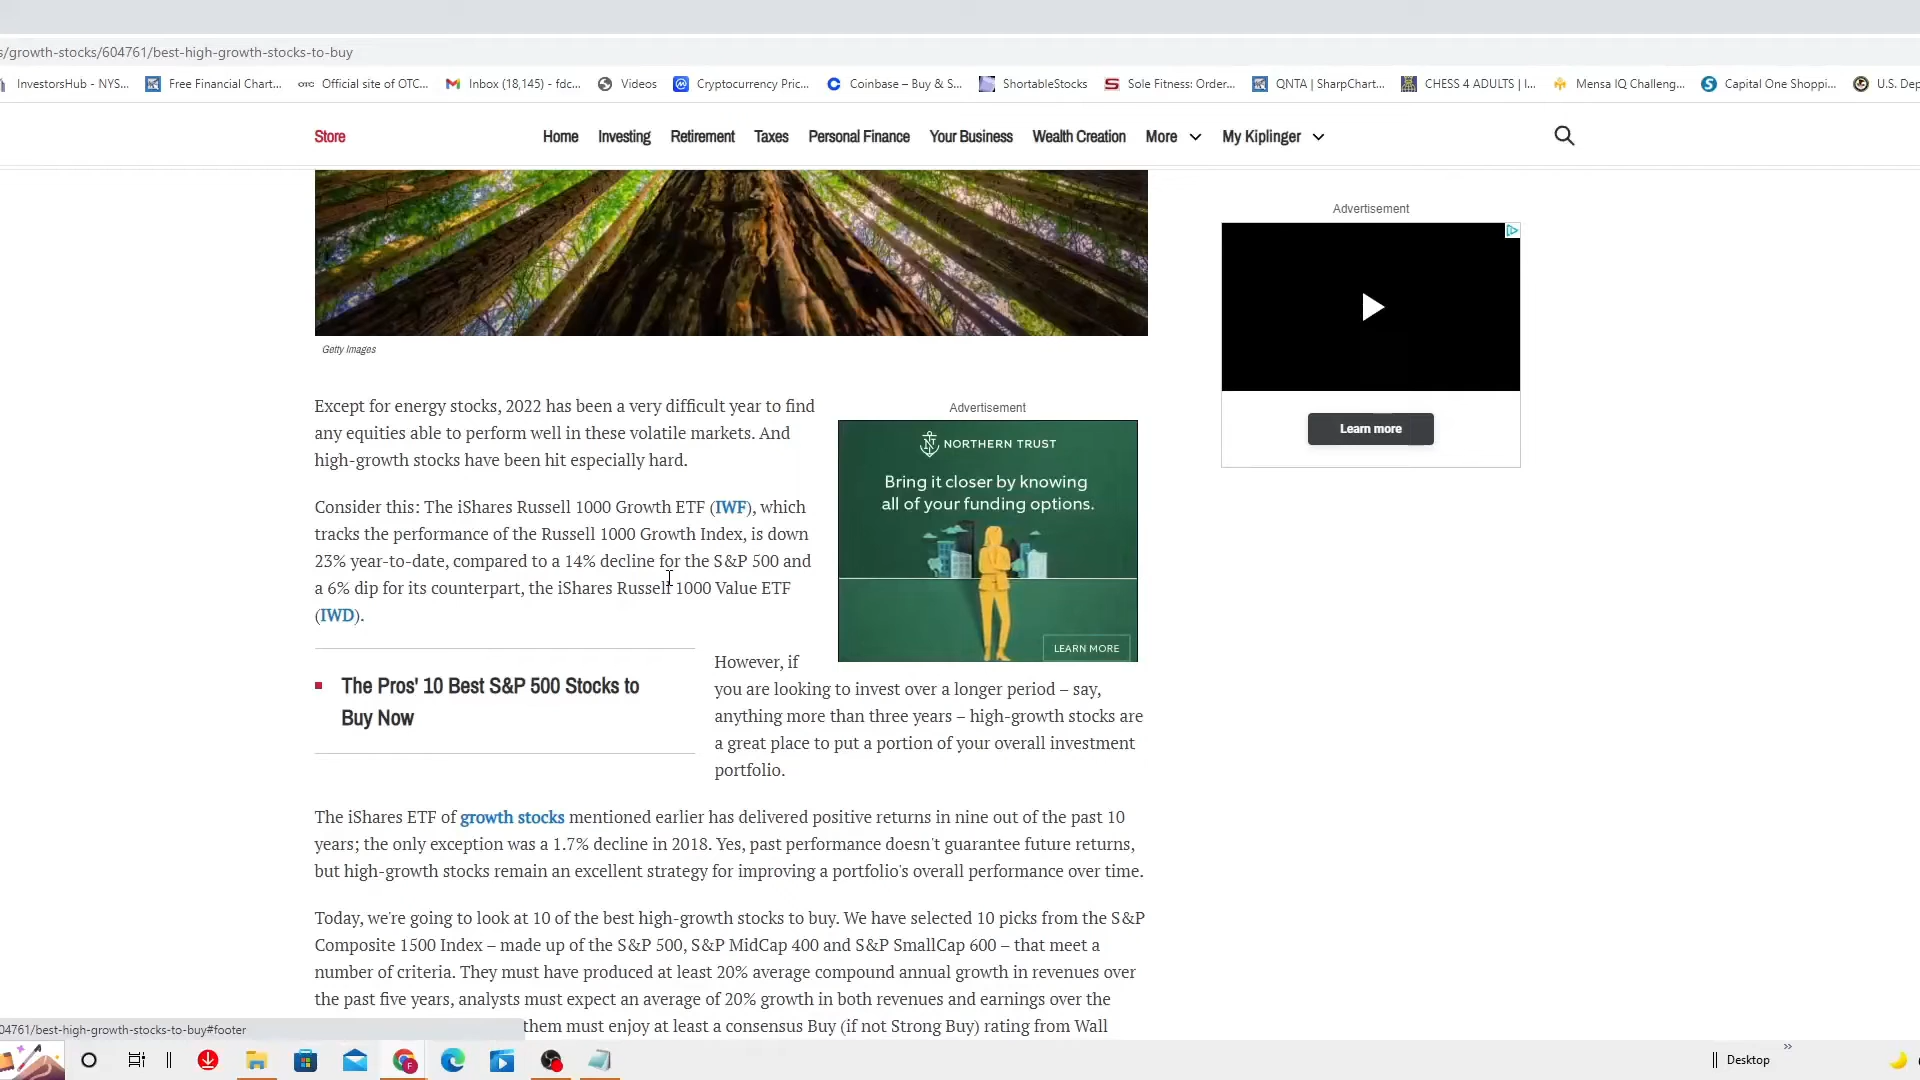 s/growth-stocks/604761/best-high-growth-stocks-to-buy
InvestorsHub - NYS... Free Financial Chart... OTC Official site of OTC... Inbox (18,145) - fdc... Videos Cryptocurrency Pric... Coinbase – Buy & S... ShortableStocks Sole Fitness: Order... QNTA | SharpChart... CHESS 4 ADULTS | I... Mensa IQ Challeng... Capital One Shoppi... U.S. Dep
Store Home Investing Retirement Taxes Personal Finance Your Business Wealth Creation More My Kiplinger
Advertisement
Learn more
Getty Images
Except for energy stocks, 2022 has been a very difficult year to find
any equities able to perform well in these volatile markets. And
high-growth stocks have been hit especially hard.
Consider this: The iShares Russell 1000 Growth ETF (IWF), which
tracks the performance of the Russell 1000 Growth Index, is down
23% year-to-date, compared to a 14% decline for the S&P 500 and
a 6% dip for its counterpart, the iShares Russell 1000 Value ETF
(IWD).
Advertisement
NORTHERN TRUST
Bring it closer by knowing
all of your funding options.
LEARN MORE
The Pros' 10 Best S&P 500 Stocks to
Buy Now
However, if
you are looking to invest over a longer period – say,
anything more than three years – high-growth stocks are
a great place to put a portion of your overall investment
portfolio.
The iShares ETF of growth stocks mentioned earlier has delivered positive returns in nine out of the past 10
years; the only exception was a 1.7% decline in 2018. Yes, past performance doesn't guarantee future returns,
but high-growth stocks remain an excellent strategy for improving a portfolio's overall performance over time.
Today, we're going to look at 10 of the best high-growth stocks to buy. We have selected 10 picks from the S&P
Composite 1500 Index – made up of the S&P 500, S&P MidCap 400 and S&P SmallCap 600 – that meet a
number of criteria. They must have produced at least 20% average compound annual growth in revenues over
the past five years, analysts must expect an average of 20% growth in both revenues and earnings over the
them must enjoy at least a consensus Buy (if not Strong Buy) rating from Wall
04761/best-high-growth-stocks-to-buy#footer
Desktop